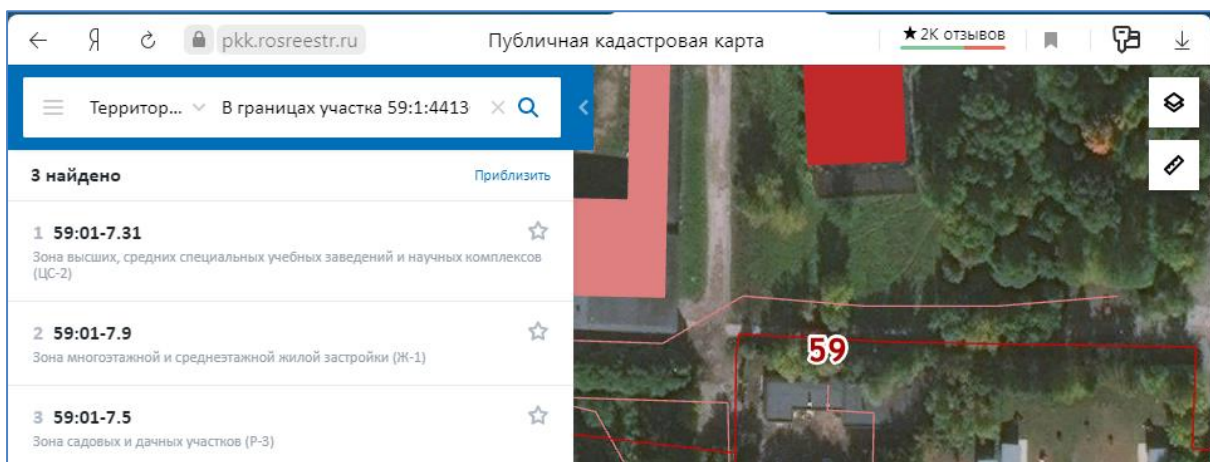 pkk.rosreestr.ru Публичная кадастровая карта ★ 2К отзывов
Территор... В границах участка 59:1:4413
3 найдено Приблизить
1 59:01-7.31
Зона высших, средних специальных учебных заведений и научных комплексов
(ЦС-2)
2 59:01-7.9
Зона многоэтажной и среднеэтажной жилой застройки (Ж-1)
3 59:01-7.5
Зона садовых и дачных участков (Р-3)
59